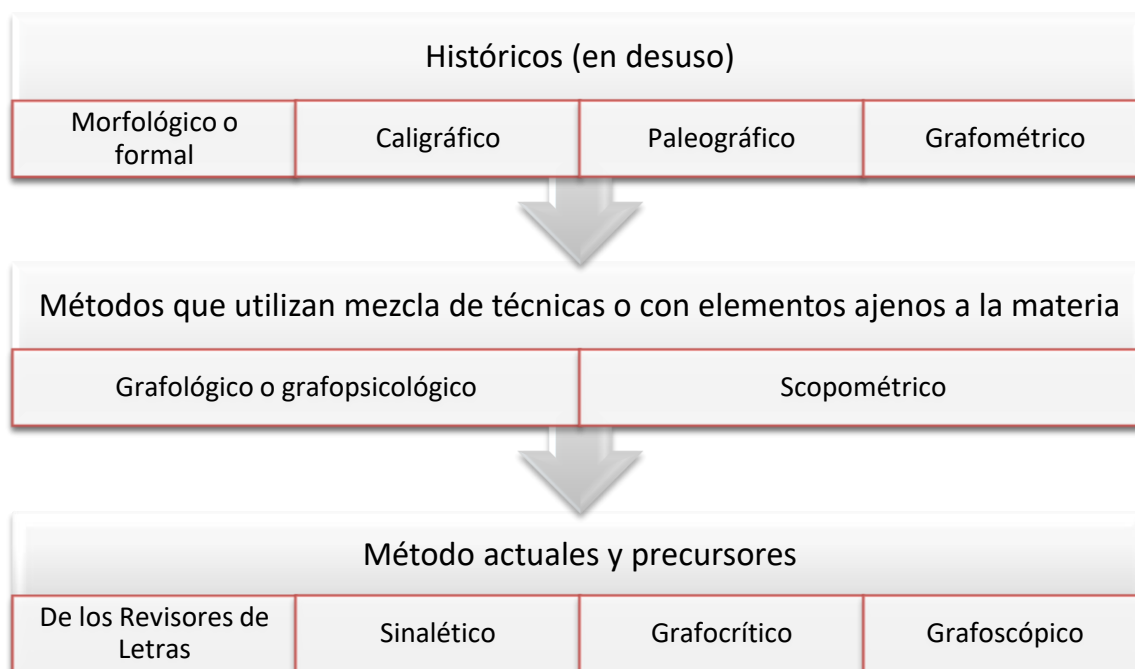 Históricos (en desuso)
Morfológico o
formal
Caligráfico
Paleográfico
Grafométrico
Métodos que utilizan mezcla de técnicas o con elementos ajenos a la materia
Grafológico o grafopsicológico
Scopométrico
Método actuales y precursores
De los Revisores de
Letras
Sinalético
Grafocrítico
Grafoscópico